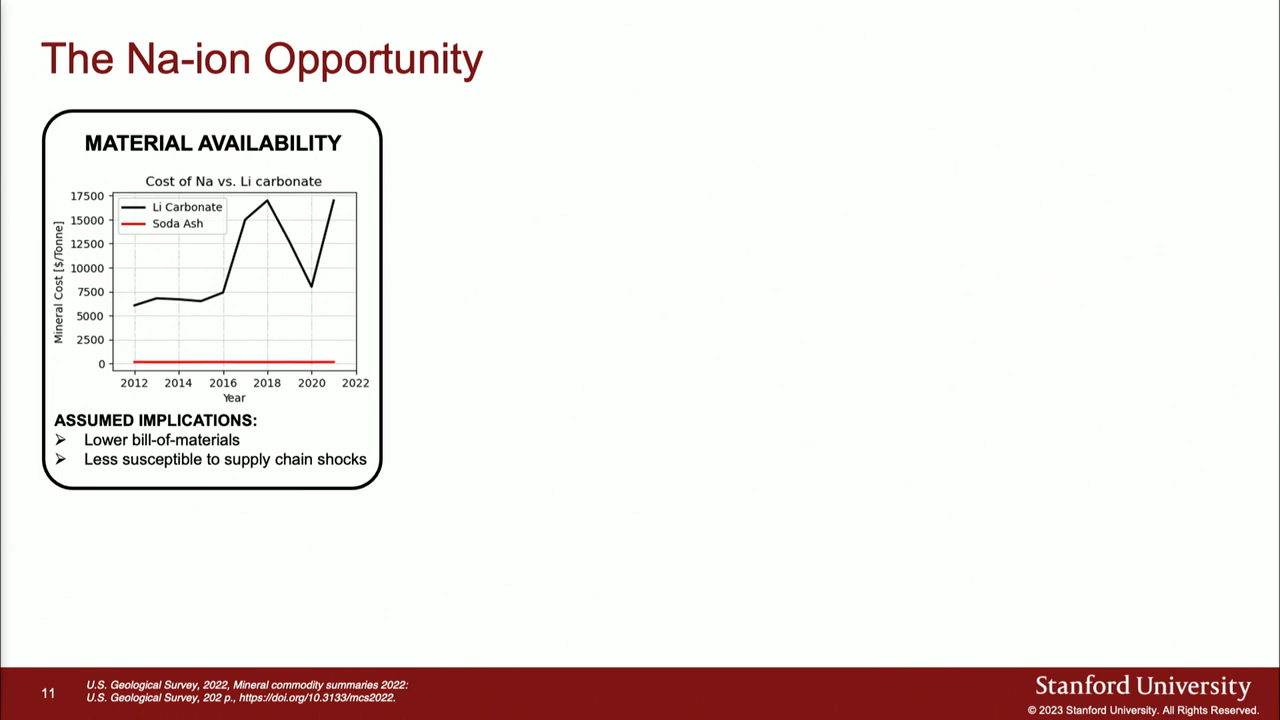 The Na-ion Opportunity
MATERIAL AVAILABILITY
Cost of Na vs. Li carbonate
17500
15000
12500
10000
7500
5000
2500
0
Mineral Cost [$/Tonne]
Li Carbonate
Soda Ash
2012 2014 2016 2018 2020 2022
Year
ASSUMED IMPLICATIONS:
➢ Lower bill-of-materials
➢ Less susceptible to supply chain shocks
11
U.S. Geological Survey, 2022, Mineral commodity summaries 2022:
U.S. Geological Survey, 202 p., https://doi.org/10.3133/mcs2022.
Stanford University
© 2023 Stanford University. All Rights Reserved.